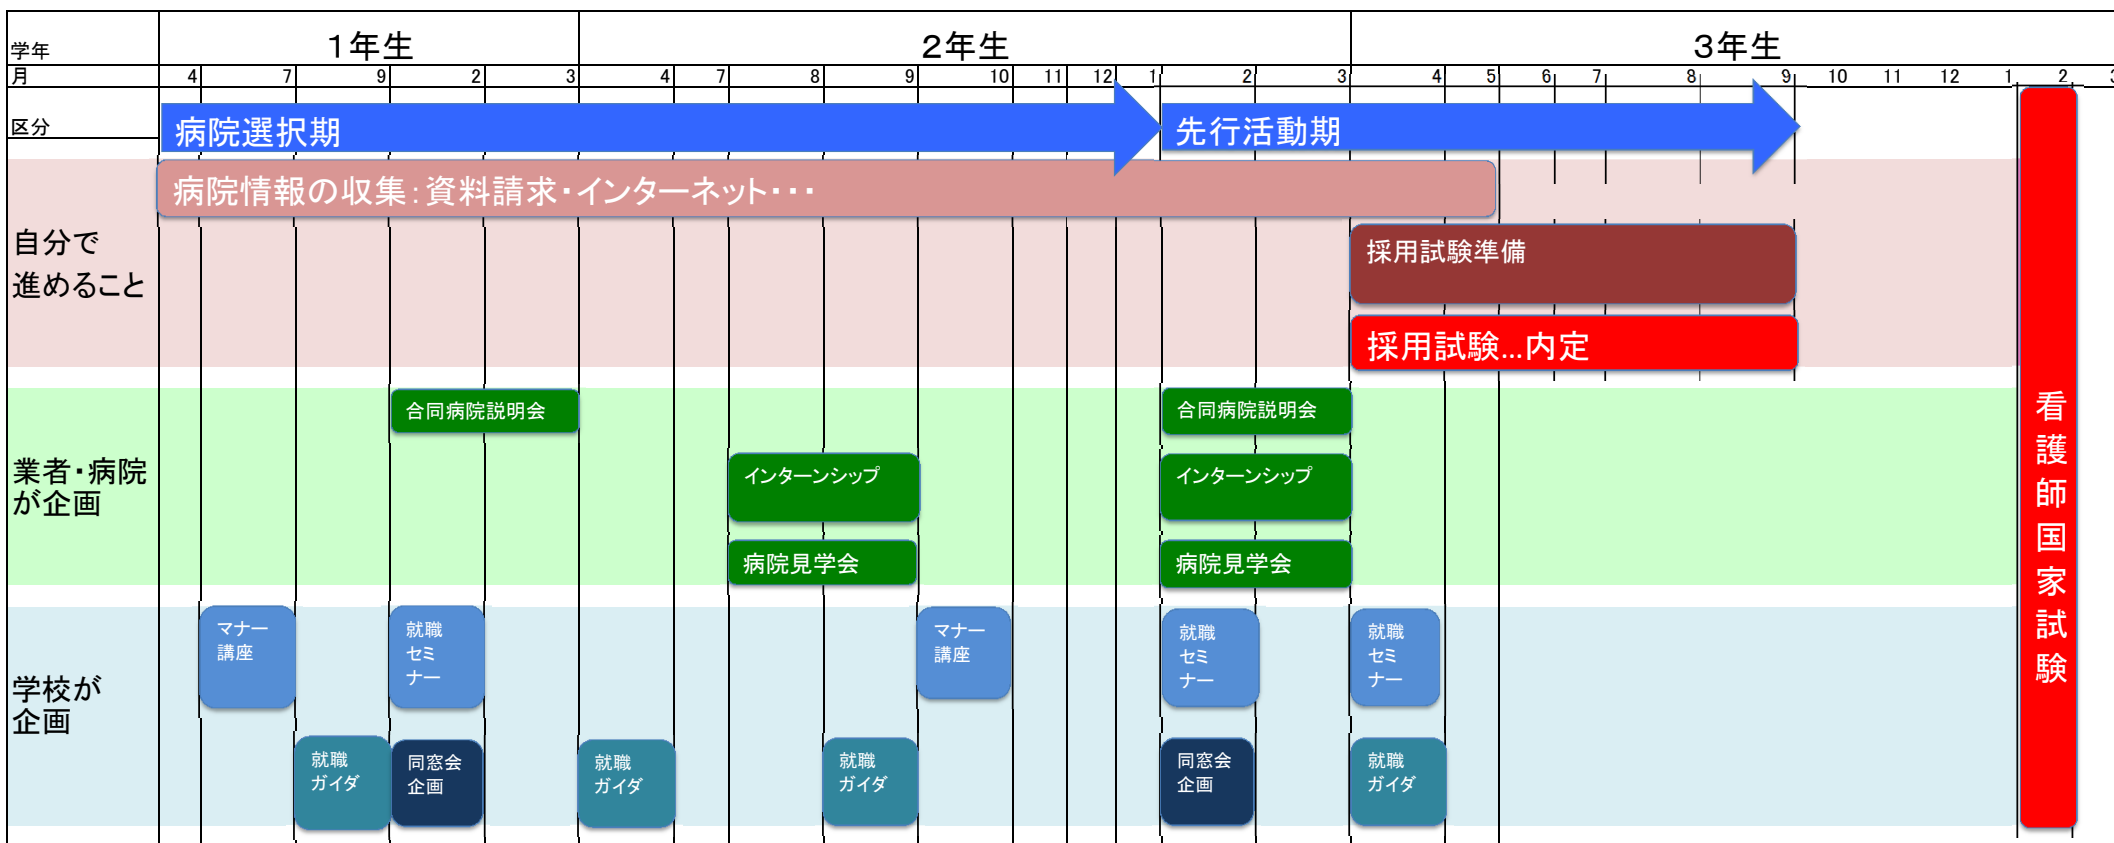 学年 1年生 2年生 3年生
月 4 7 9 2 3 4 7 8 9 10 11 12 1 2 3 4 5 6 7 8 9 10 11 12 1 2 3
区分 病院選択期 先行活動期
病院情報の収集：資料請求・インターネット・・・
自分で
進めること
採用試験準備
採用試験…内定
業者・病院
が企画
合同病院説明会 合同病院説明会
インターンシップ インターンシップ
病院見学会 病院見学会
学校が
企画
マナー
講座
就職
セミ
ナー
マナー
講座
就職
セミ
ナー
就職
セミ
ナー
就職
ガイダ
同窓会
企画
就職
ガイダ
就職
ガイダ
同窓会
企画
就職
ガイダ
看護師国家試験